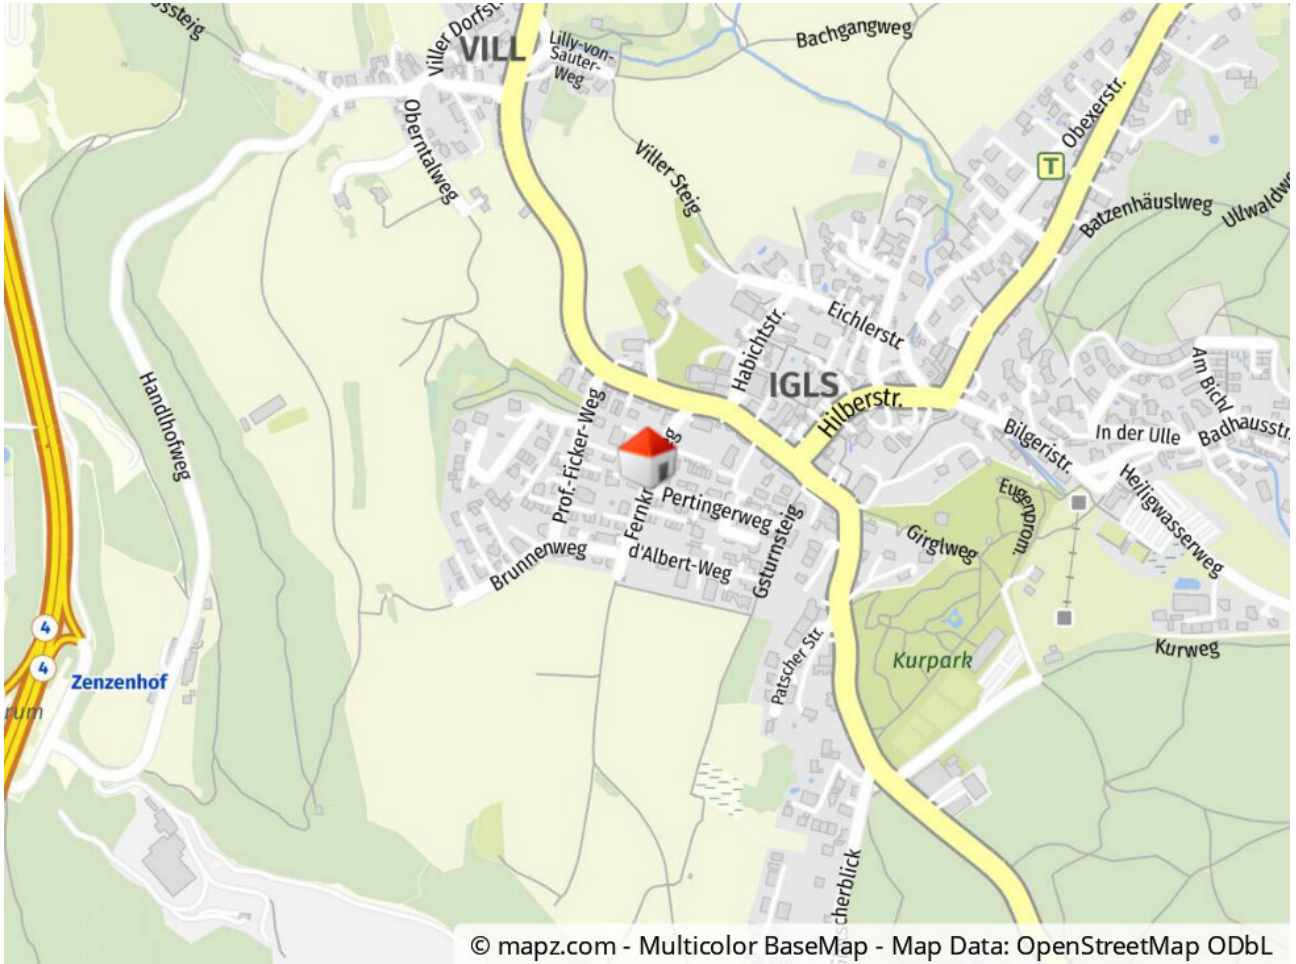 Viller Dorfstr.
VILL
Lilly-von-
Sauter-
Weg
Bachgangweg
Obexerstr.
T
Oberntalweg
Viller Steig
Batzenhäuslweg
Eichlerstr.
Habichtstr.
IGLS
Hilberstr.
Am Bichl
In der Ulle
Badhausstr.
Bilgeristr.
Handlhofweg
Prof.-Ficker-Weg
Pertingerweg
Heiligwasserweg
Girglweg
Brunnenweg
d'Albert-Weg
Gsturnsteig
4
4
Zenzenhof
Patscher Str.
Kurpark
Kurweg
© mapz.com - Multicolor BaseMap - Map Data: OpenStreetMap ODbL